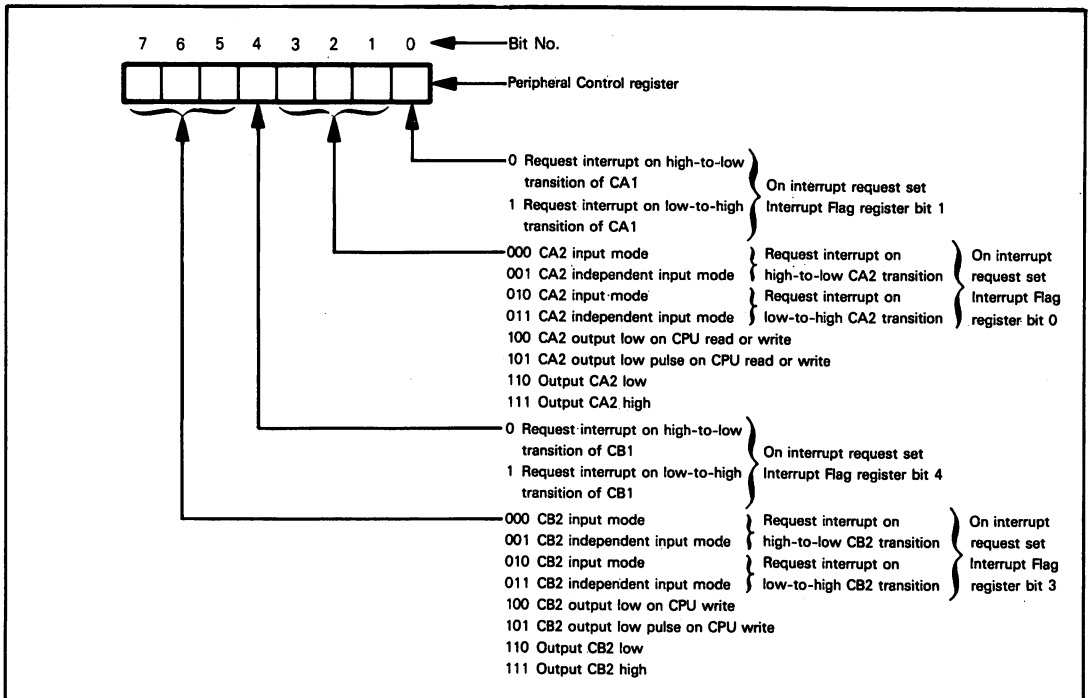 7 6 5 4 3 2 1 0 Bit No.
Peripheral Control register
0 Request interrupt on high-to-low
transition of CA1
1 Request interrupt on low-to-high
transition of CA1
On interrupt request set
Interrupt Flag register bit 1
000 CA2 input mode
001 CA2 independent input mode
010 CA2 input mode
011 CA2 independent input mode
Request interrupt on
high-to-low CA2 transition
Request interrupt on
low-to-high CA2 transition
On interrupt
request set
Interrupt Flag
register bit 0
100 CA2 output low on CPU read or write
101 CA2 output low pulse on CPU read or write
110 Output CA2 low
111 Output CA2 high
0 Request interrupt on high-to-low
transition of CB1
1 Request interrupt on low-to-high
transition of CB1
On interrupt request set
Interrupt Flag register bit 4
000 CB2 input mode
001 CB2 independent input mode
010 CB2 input mode
011 CB2 independent input mode
Request interrupt on
high-to-low CB2 transition
Request interrupt on
low-to-high CB2 transition
On interrupt
request set
Interrupt Flag
register bit 3
100 CB2 output low on CPU write
101 CB2 output low pulse on CPU write
110 Output CB2 low
111 Output CB2 high